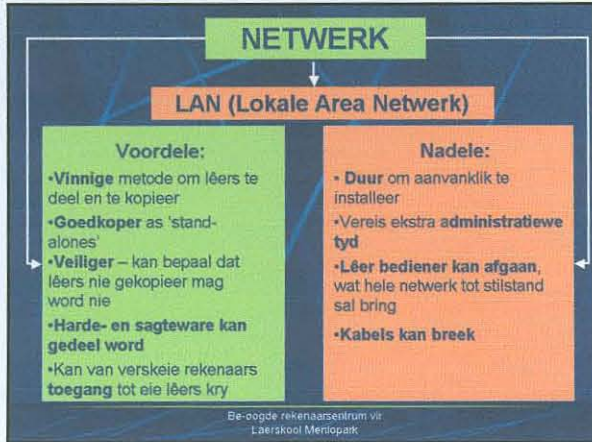 NETWERK
LAN (Lokale Area Netwerk)
Voordele:
•Vinnige metode om lêers te
deel en te kopieer
•Goedkoper as 'stand-
alones'
•Veiliger – kan bepaal dat
lêers nie gekopieer mag
word nie
•Harde- en sagteware kan
gedeel word
•Kan van verskeie rekenaars
toegang tot eie lêers kry
Nadele:
• Duur om aanvanklik te
installeer
•Vereis ekstra administratiewe
tyd
•Lêer bediener kan afgaan,
wat hele netwerk tot stilstand
sal bring
•Kabels kan breek
Be-oogde rekenaarsentrum vir
Laerskool Menlopark